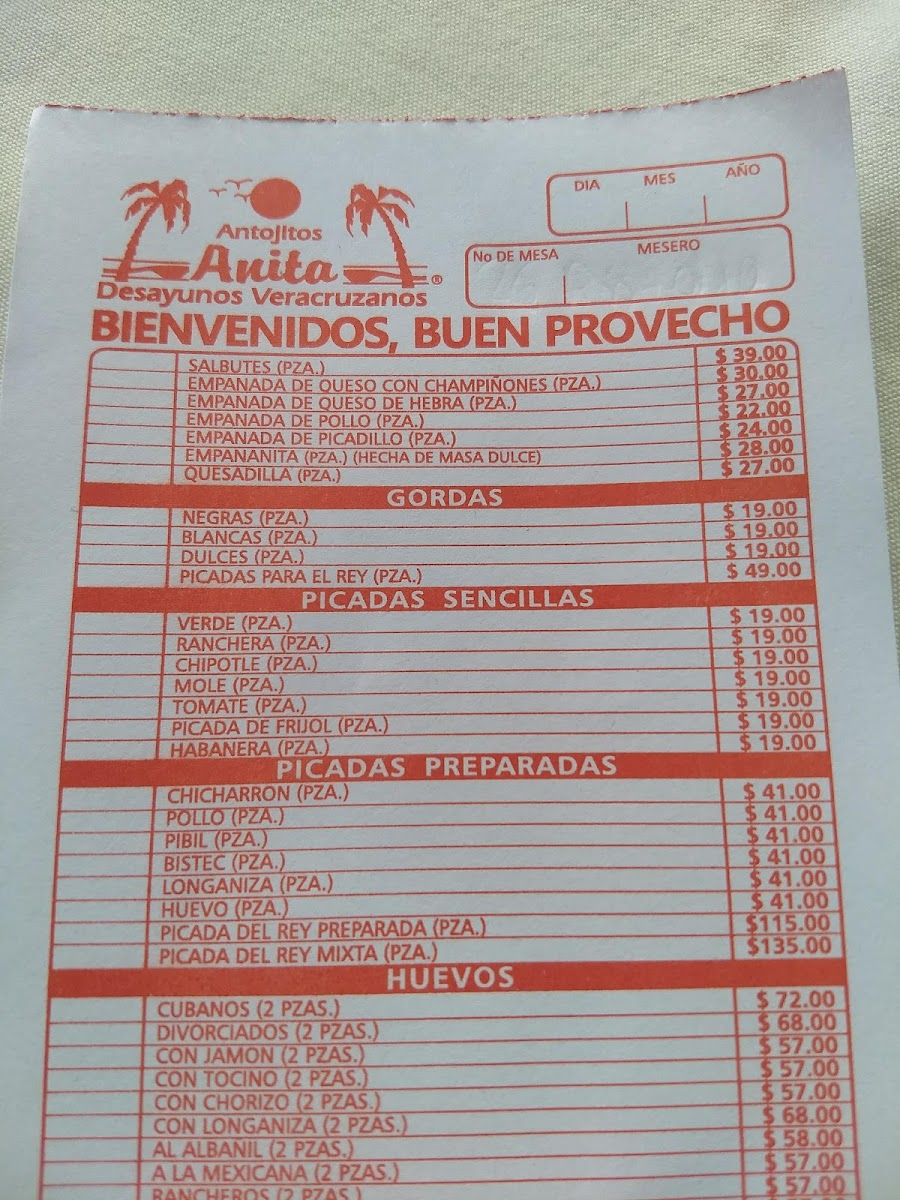 DIA MES AÑO
Antojitos
Anita ®
Desayunos Veracruzanos
No DE MESA MESERO
BIENVENIDOS, BUEN PROVECHO
SALBUTES (PZA.) $ 39.00
EMPANADA DE QUESO CON CHAMPIÑONES (PZA.) $ 30.00
EMPANADA DE QUESO DE HEBRA (PZA.) $ 27.00
EMPANADA DE POLLO (PZA.) $ 22.00
EMPANADA DE PICADILLO (PZA.) $ 24.00
EMPANANITA (PZA.) (HECHA DE MASA DULCE) $ 28.00
QUESADILLA (PZA.) $ 27.00
GORDAS
NEGRAS (PZA.) $ 19.00
BLANCAS (PZA.) $ 19.00
DULCES (PZA.) $ 19.00
PICADAS PARA EL REY (PZA.) $ 49.00
PICADAS SENCILLAS
VERDE (PZA.) $ 19.00
RANCHERA (PZA.) $ 19.00
CHIPOTLE (PZA.) $ 19.00
MOLE (PZA.) $ 19.00
TOMATE (PZA.) $ 19.00
PICADA DE FRIJOL (PZA.) $ 19.00
HABANERA (PZA.) $ 19.00
PICADAS PREPARADAS
CHICHARRON (PZA.) $ 41.00
POLLO (PZA.) $ 41.00
PIBIL (PZA.) $ 41.00
BISTEC (PZA.) $ 41.00
LONGANIZA (PZA.) $ 41.00
HUEVO (PZA.) $ 41.00
PICADA DEL REY PREPARADA (PZA.) $115.00
PICADA DEL REY MIXTA (PZA.) $135.00
HUEVOS
CUBANOS (2 PZAS.) $ 72.00
DIVORCIADOS (2 PZAS.) $ 68.00
CON JAMON (2 PZAS.) $ 57.00
CON TOCINO (2 PZAS.) $ 57.00
CON CHORIZO (2 PZAS.) $ 57.00
CON LONGANIZA (2 PZAS.) $ 68.00
AL ALBAÑIL (2 PZAS.) $ 58.00
A LA MEXICANA (2 PZAS.) $ 57.00
RANCHEROS (2 PZAS.) $ 57.00